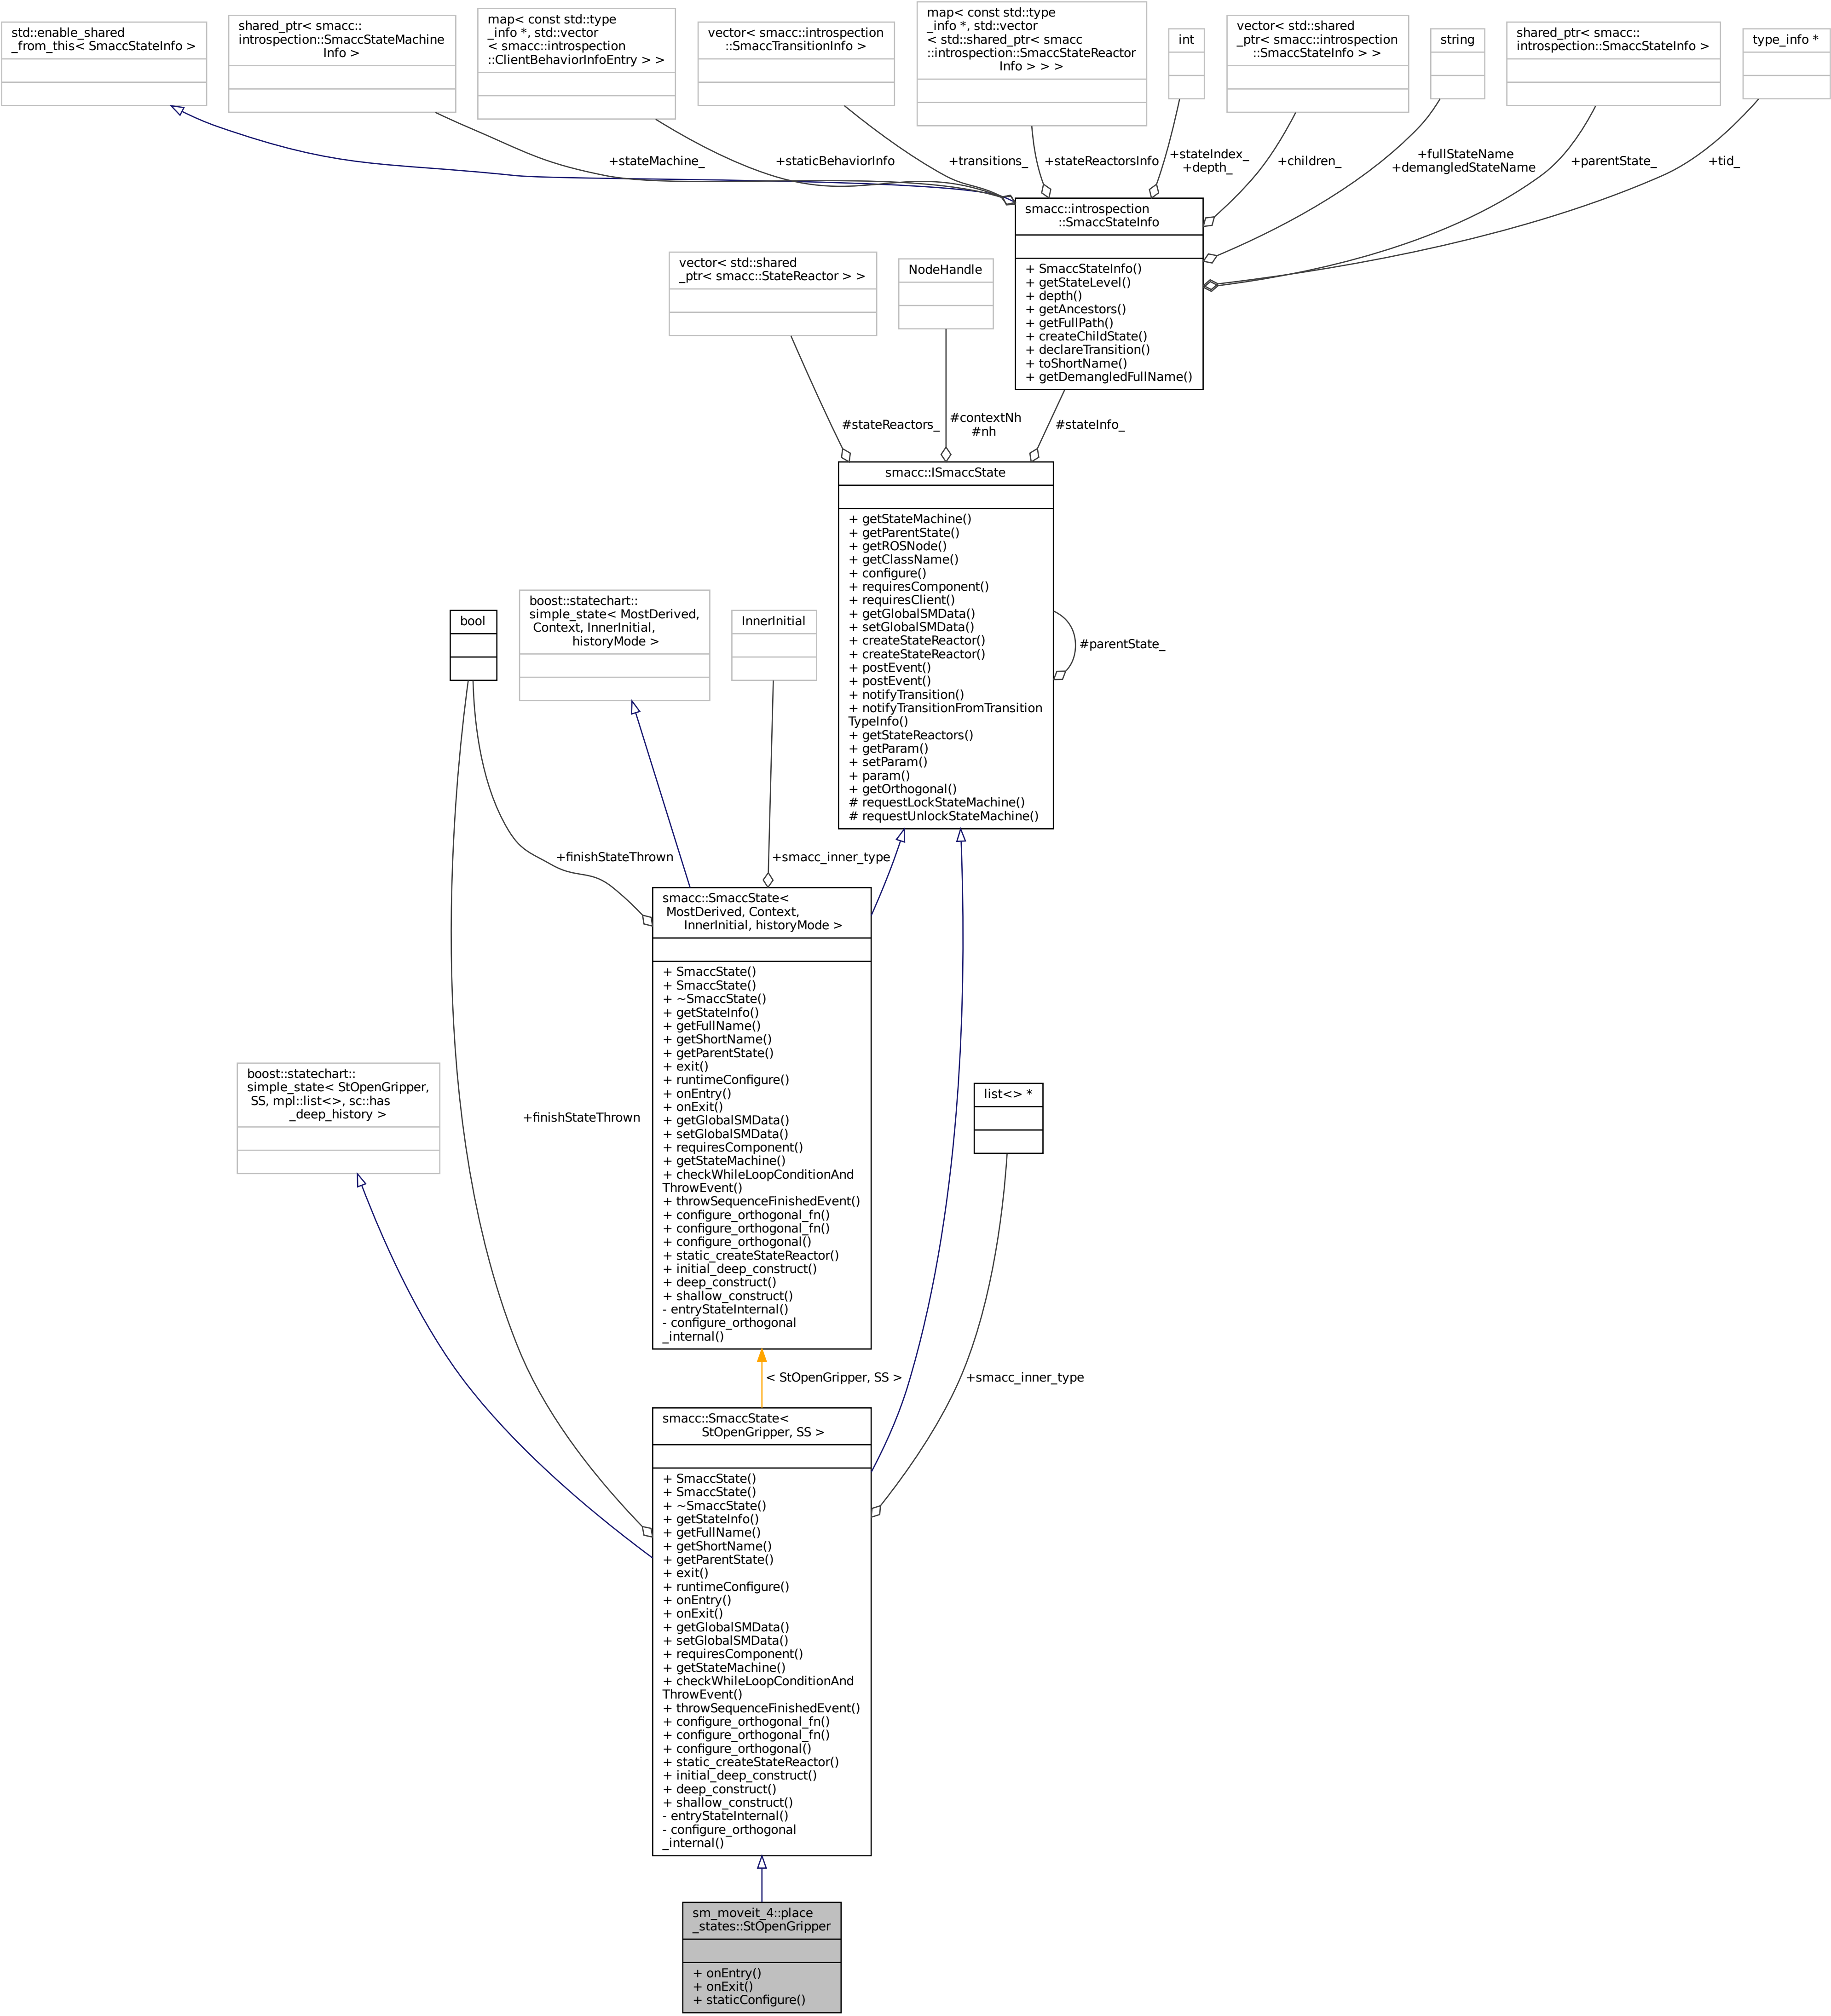 std::enable_shared
_from_this< SmaccStateInfo >
shared_ptr< smacc::
introspection::SmaccStateMachine
Info >
map< const std::type
_info *, std::vector
< smacc::introspection
::ClientBehaviorInfoEntry > >
vector< smacc::introspection
::SmaccTransitionInfo >
map< const std::type
_info *, std::vector
< std::shared_ptr< smacc
::introspection::SmaccStateReactor
Info > > >
int
vector< std::shared
_ptr< smacc::introspection
::SmaccStateInfo > >
string
shared_ptr< smacc::
introspection::SmaccStateInfo >
type_info *
+stateMachine_
+staticBehaviorInfo
+transitions_
+stateReactorsInfo
+stateIndex_
+depth_
+children_
+fullStateName
+demangledStateName
+parentState_
+tid_
smacc::introspection
::SmaccStateInfo
+ SmaccStateInfo()
+ getStateLevel()
+ depth()
+ getAncestors()
+ getFullPath()
+ createChildState()
+ declareTransition()
+ toShortName()
+ getDemangledFullName()
vector< std::shared
_ptr< smacc::StateReactor > >
NodeHandle
#stateReactors_
#contextNh
#nh
#stateInfo_
smacc::ISmaccState
+ getStateMachine()
+ getParentState()
+ getROSNode()
+ getClassName()
+ configure()
+ requiresComponent()
+ requiresClient()
+ getGlobalSMData()
+ setGlobalSMData()
+ createStateReactor()
+ createStateReactor()
+ postEvent()
+ postEvent()
+ notifyTransition()
+ notifyTransitionFromTransition
TypeInfo()
+ getStateReactors()
+ getParam()
+ setParam()
+ param()
+ getOrthogonal()
# requestLockStateMachine()
# requestUnlockStateMachine()
#parentState_
bool
boost::statechart::
simple_state< MostDerived,
Context, InnerInitial,
historyMode >
InnerInitial
+finishStateThrown
+smacc_inner_type
smacc::SmaccState<
MostDerived, Context,
InnerInitial, historyMode >
+ SmaccState()
+ SmaccState()
+ ~SmaccState()
+ getStateInfo()
+ getFullName()
+ getShortName()
+ getParentState()
+ exit()
+ runtimeConfigure()
+ onEntry()
+ onExit()
+ getGlobalSMData()
+ setGlobalSMData()
+ requiresComponent()
+ getStateMachine()
+ checkWhileLoopConditionAnd
ThrowEvent()
+ throwSequenceFinishedEvent()
+ configure_orthogonal_fn()
+ configure_orthogonal_fn()
+ configure_orthogonal()
+ static_createStateReactor()
+ initial_deep_construct()
+ deep_construct()
+ shallow_construct()
- entryStateInternal()
- configure_orthogonal
_internal()
boost::statechart::
simple_state< StOpenGripper,
SS, mpl::list<>, sc::has
_deep_history >
+finishStateThrown
list<> *
< StOpenGripper, SS >
+smacc_inner_type
smacc::SmaccState<
StOpenGripper, SS >
+ SmaccState()
+ SmaccState()
+ ~SmaccState()
+ getStateInfo()
+ getFullName()
+ getShortName()
+ getParentState()
+ exit()
+ runtimeConfigure()
+ onEntry()
+ onExit()
+ getGlobalSMData()
+ setGlobalSMData()
+ requiresComponent()
+ getStateMachine()
+ checkWhileLoopConditionAnd
ThrowEvent()
+ throwSequenceFinishedEvent()
+ configure_orthogonal_fn()
+ configure_orthogonal_fn()
+ configure_orthogonal()
+ static_createStateReactor()
+ initial_deep_construct()
+ deep_construct()
+ shallow_construct()
- entryStateInternal()
- configure_orthogonal
_internal()
sm_moveit_4::place
_states::StOpenGripper
+ onEntry()
+ onExit()
+ staticConfigure()